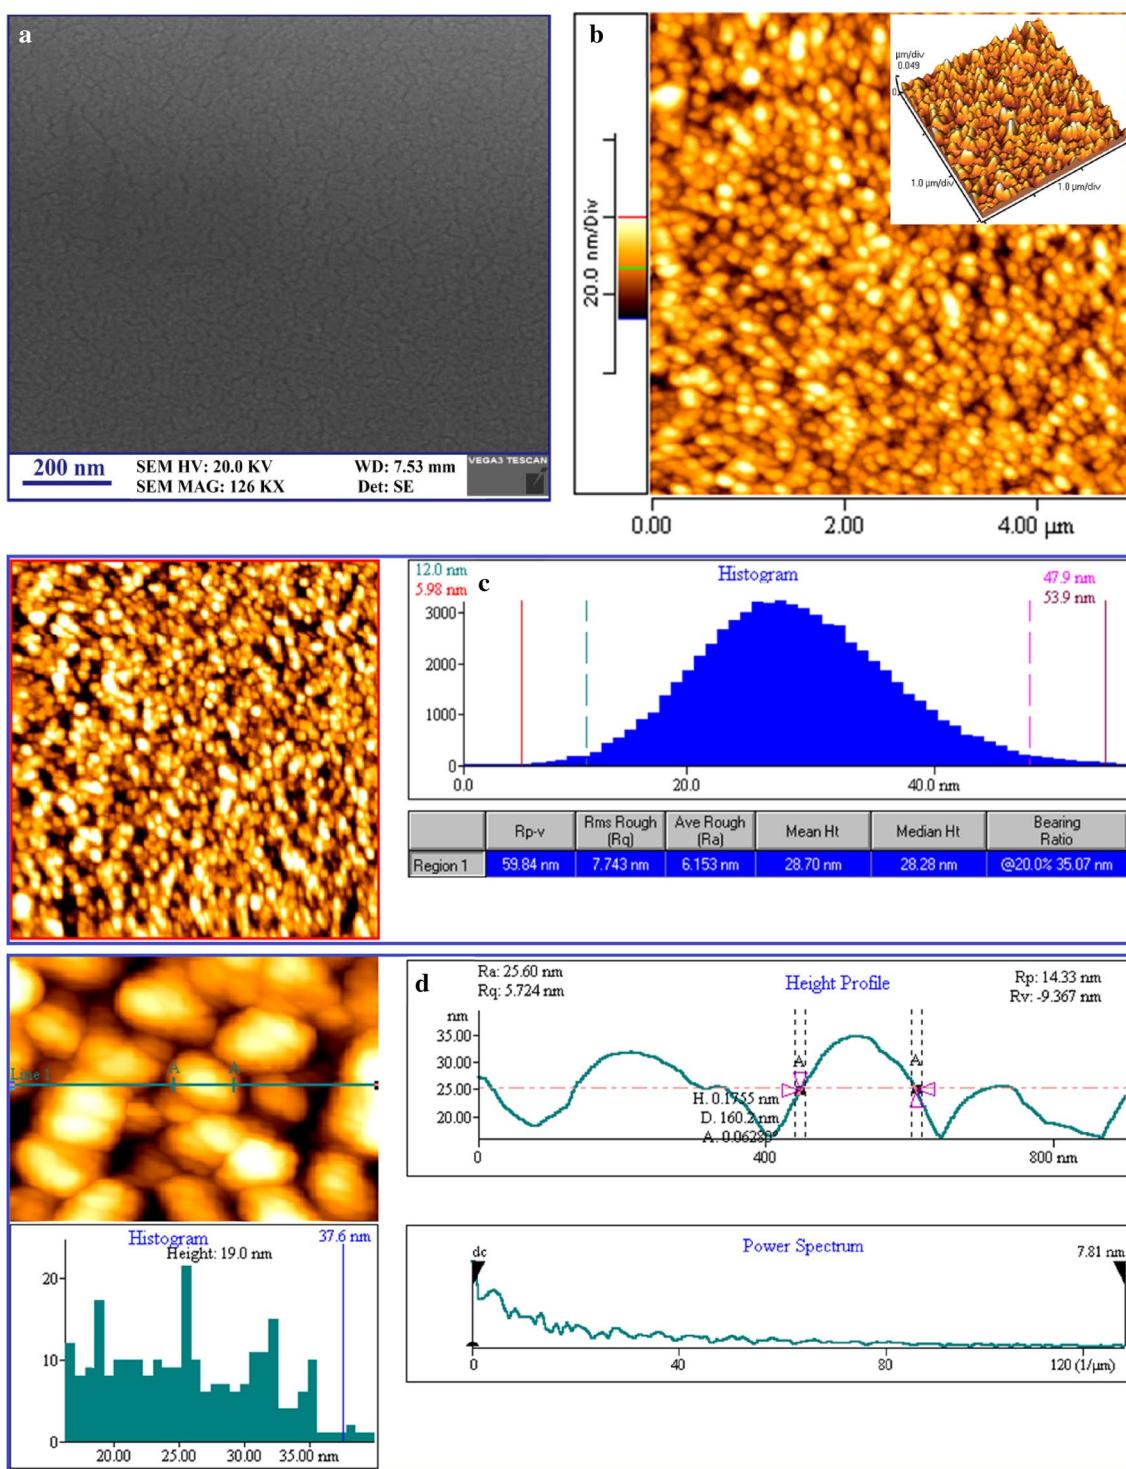 a
200 nm
SEM HV: 20.0 KV
WD: 7.53 mm
VEGA3 TESCAN
SEM MAG: 126 KX
Det: SE
b
20.0 nm/Div
µm/div
0.049
1.0 µm/div
1.0 µm/div
0.00
2.00
4.00 µm
c
Histogram
12.0 nm
5.98 nm
47.9 nm
53.9 nm
3000
2000
1000
0
0.0
20.0
40.0 nm
Rp-v
Rms Rough (Rq)
Ave Rough (Ra)
Mean Ht
Median Ht
Bearing Ratio
Region 1
59.84 nm
7.743 nm
6.153 nm
28.70 nm
28.28 nm
@20.0% 35.07 nm
Line 1
A
A
d
Ra: 25.60 nm
Rq: 5.724 nm
Height Profile
Rp: 14.33 nm
Rv: -9.367 nm
nm
35.00
30.00
25.00
20.00
A
A
H. 0.1755 nm
D. 160.2 nm
A. 0.06280°
0
400
800 nm
Histogram
37.6 nm
Height: 19.0 nm
20
10
0
20.00
25.00
30.00
35.00 nm
Power Spectrum
dc
7.81 nm
0
40
80
120 (1/µm)